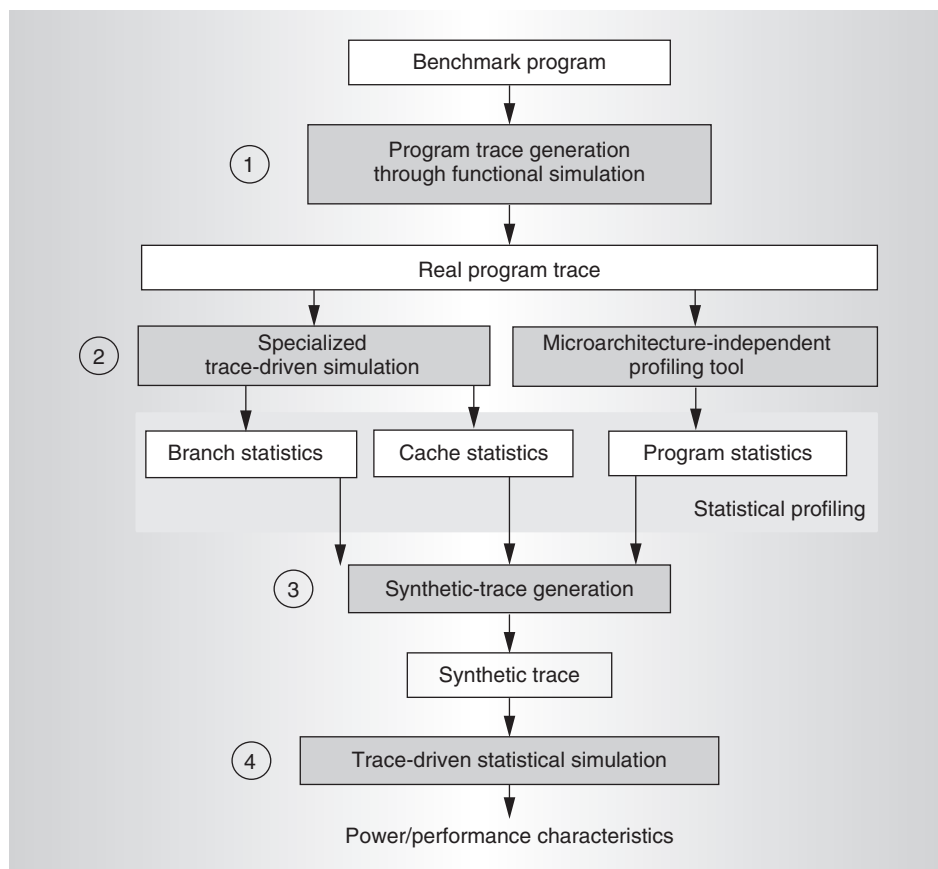 Benchmark program
1
Program trace generation
through functional simulation
Real program trace
2
Specialized
trace-driven simulation
Microarchitecture-independent
profiling tool
Branch statistics
Cache statistics
Program statistics
Statistical profiling
3
Synthetic-trace generation
Synthetic trace
4
Trace-driven statistical simulation
Power/performance characteristics